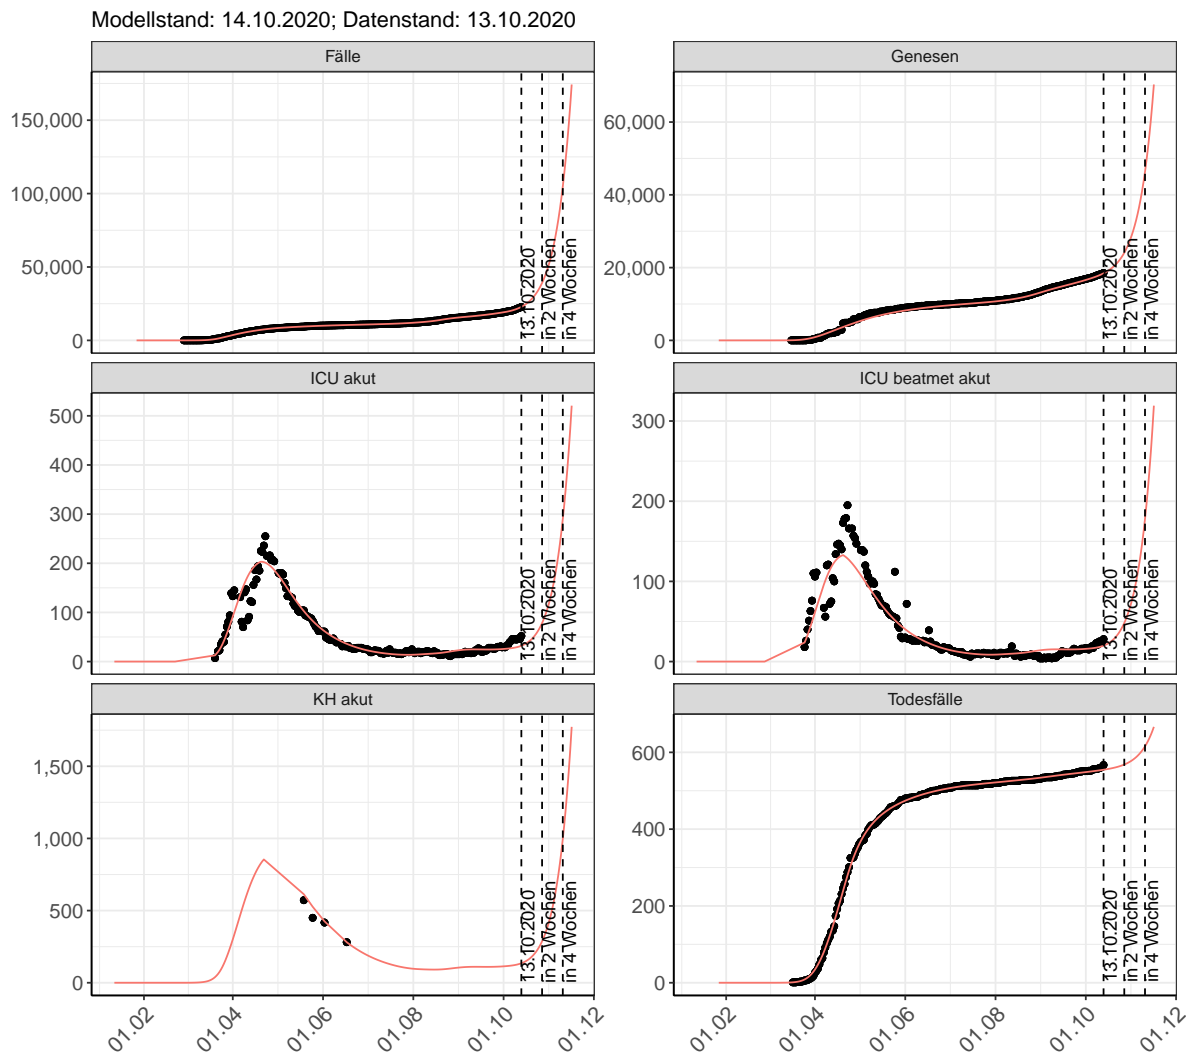 Modellstand: 14.10.2020; Datenstand: 13.10.2020
Fälle
150,000
100,000
50,000
0
13.10.2020
in 2 Wochen
in 4 Wochen
Genesen
60,000
40,000
20,000
0
13.10.2020
in 2 Wochen
in 4 Wochen
ICU akut
500
400
300
200
100
0
13.10.2020
in 2 Wochen
in 4 Wochen
ICU beatmet akut
300
200
100
0
13.10.2020
in 2 Wochen
in 4 Wochen
KH akut
1,500
1,000
500
0
13.10.2020
in 2 Wochen
in 4 Wochen
01.02
01.04
01.06
01.08
01.10
01.12
Todesfälle
600
400
200
0
13.10.2020
in 2 Wochen
in 4 Wochen
01.02
01.04
01.06
01.08
01.10
01.12